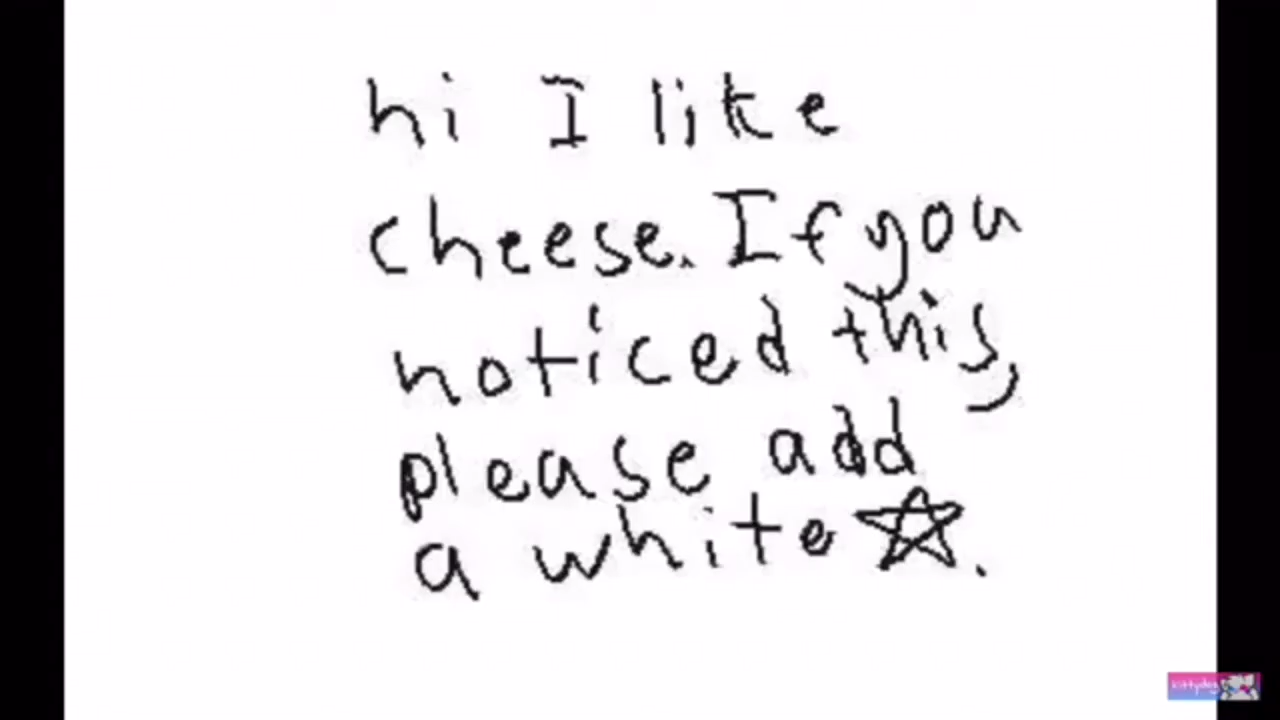 hi I like
cheese. If you
noticed this,
please add
a white ☆.